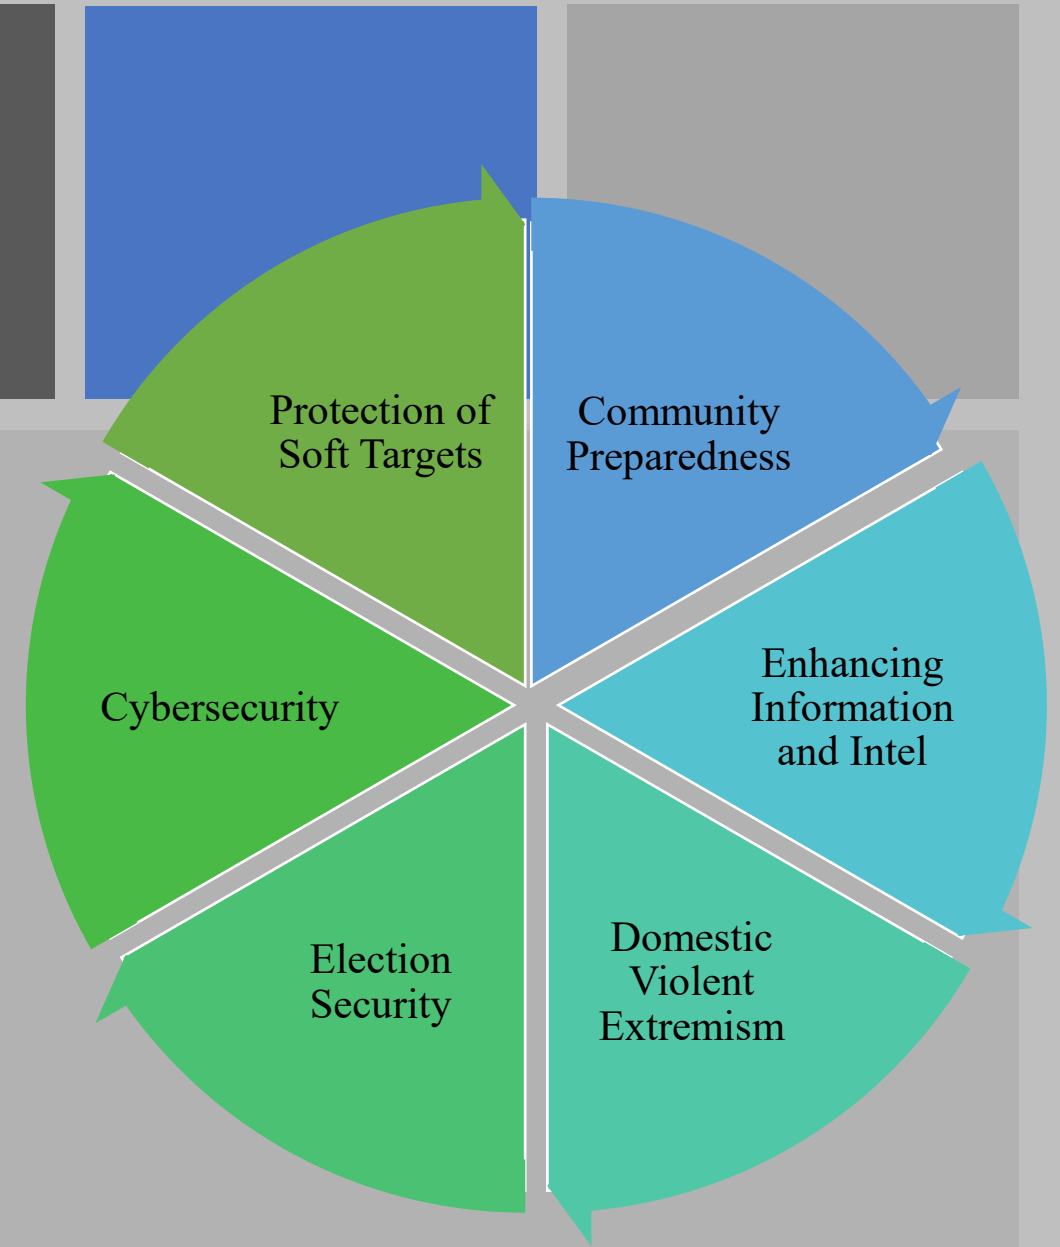 Protection of
Soft Targets
Community
Preparedness
Enhancing
Information
and Intel
Cybersecurity
Domestic
Violent
Extremism
Election
Security